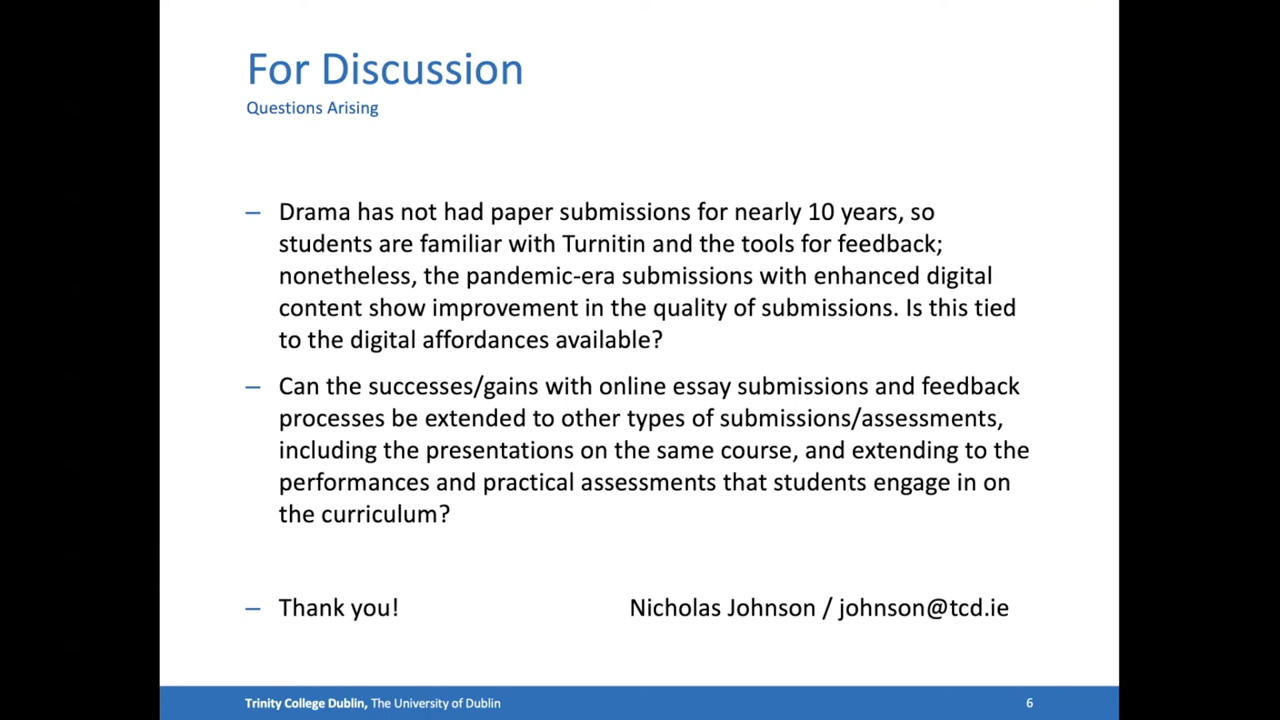 For Discussion
Questions Arising
– Drama has not had paper submissions for nearly 10 years, so
students are familiar with Turnitin and the tools for feedback;
nonetheless, the pandemic-era submissions with enhanced digital
content show improvement in the quality of submissions. Is this tied
to the digital affordances available?
– Can the successes/gains with online essay submissions and feedback
processes be extended to other types of submissions/assessments,
including the presentations on the same course, and extending to the
performances and practical assessments that students engage in on
the curriculum?
– Thank you! Nicholas Johnson / johnson@tcd.ie
Trinity College Dublin, The University of Dublin 6